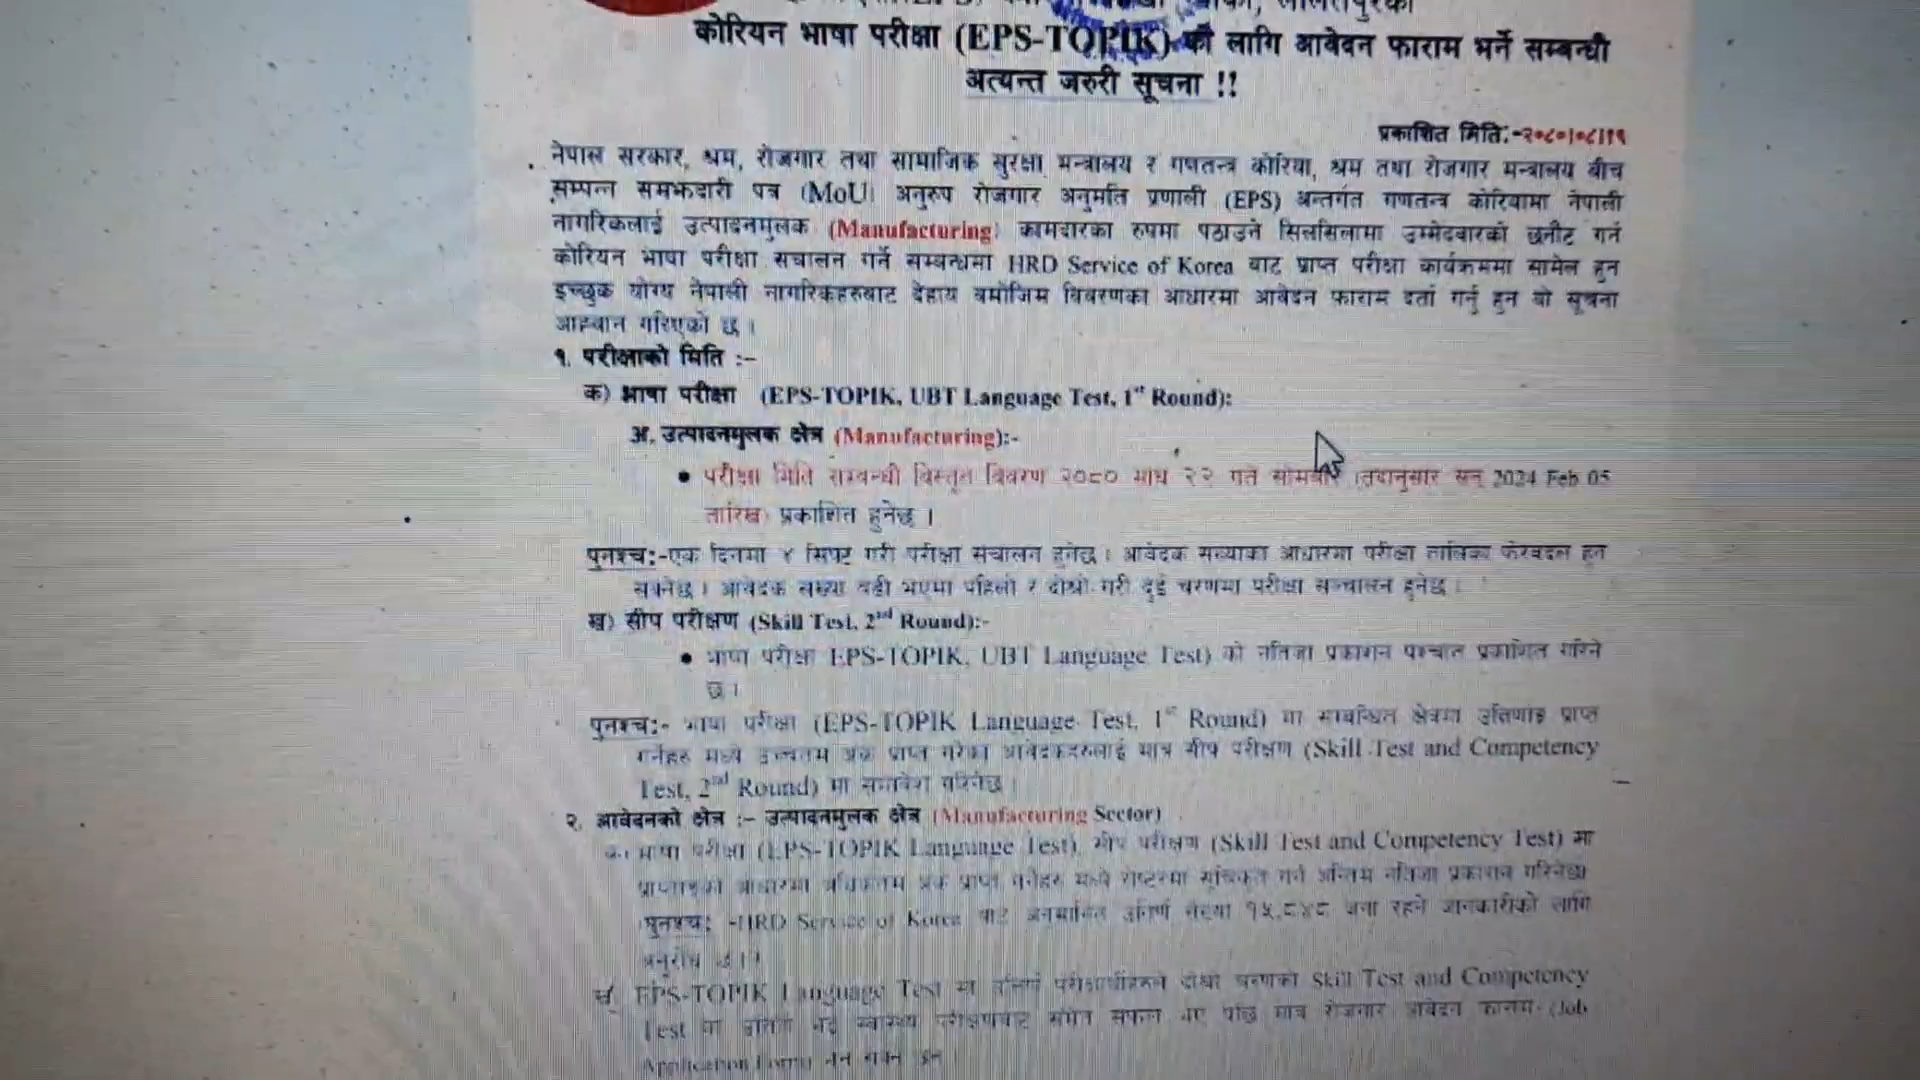 कोरियन भाषा परीक्षा (EPS-TOPIK) को लागि आवेदन फाराम भर्ने सम्बन्धी
अत्यन्त जरुरी सूचना !!
प्रकाशित मिति:-२०८०।०८।१९
नेपाल सरकार, श्रम, रोजगार तथा सामाजिक सुरक्षा मन्त्रालय र गणतन्त्र कोरिया, श्रम तथा रोजगार मन्त्रालय बीच
सम्पन्न समझदारी पत्र (MoU) अनुरुप रोजगार अनुमति प्रणाली (EPS) अन्तर्गत गणतन्त्र कोरियामा नेपाली
नागरिकलाई उत्पादनमुलक (Manufacturing) कामदारका रुपमा पठाउने सिलसिलामा उम्मेदवारको छनौट गर्न
कोरियन भाषा परीक्षा संचालन गर्ने सम्बन्धमा HRD Service of Korea बाट प्राप्त परीक्षा कार्यक्रममा सामेल हुन
इच्छुक योग्य नेपाली नागरिकहरुबाट देहाय बमोजिम विवरणका आधारमा आवेदन फाराम दर्ता गर्नु हुन यो सूचना
आह्वान गरिएको छ ।
१. परीक्षाको मिति :-
क) भाषा परीक्षा (EPS-TOPIK, UBT Language Test, 1st Round):
अ. उत्पादनमुलक क्षेत्र (Manufacturing):-
• परीक्षा मिति सम्बन्धी विस्तृत विवरण २०८० माघ २२ गते सोमबार (तदानुसार सन् 2024 Feb 05
तारिख) प्रकाशित हुनेछ ।
पुनश्च:-एक दिनमा ४ सिफ्ट गरी परीक्षा संचालन हुनेछ । आवेदक संख्याका आधारमा परीक्षा तालिका फेरबदल हुन
सक्नेछ । आवेदक संख्या बढी भएमा पहिलो र दोश्रो गरी दुई चरणमा परीक्षा सञ्चालन हुनेछ ।
ख) सीप परीक्षण (Skill Test, 2nd Round):-
• भाषा परीक्षा EPS-TOPIK, UBT Language Test) को नतिजा प्रकाशन पश्चात प्रकाशित गरिने
छ ।
पुनश्च:- भाषा परीक्षा (EPS-TOPIK Language Test, 1st Round) मा सम्बन्धित क्षेत्रमा उत्तिर्णाङ्क प्राप्त
गर्नेहरु मध्ये उच्चतम अंक प्राप्त गरेका आवेदकहरुलाई मात्र सीप परीक्षण (Skill Test and Competency
Test, 2nd Round) मा समावेश गरिनेछ ।
२. आवेदनको क्षेत्र :- उत्पादनमुलक क्षेत्र (Manufacturing Sector)
क) भाषा परीक्षा (EPS-TOPIK Language Test), सीप परीक्षण (Skill Test and Competency Test) मा
प्राप्ताङ्कको आधारमा अधिकतम अंक प्राप्त गर्नेहरु मध्ये रोष्टरमा सूचिकृत गर्न अन्तिम नतिजा प्रकाशन गरिनेछ।
पुनश्च: -HRD Service of Korea बाट अनुमानित उतिर्ण संख्या १५,८४८ जना रहने जानकारीको लागि
अनुरोध छ ।
ख) EPS-TOPIK Language Test मा उतिर्ण परीक्षार्थीहरुले दोश्रो चरणको Skill Test and Competency
Test मा उतिर्ण भई स्वास्थ्य परीक्षणबाट समेत सफल भए पछि मात्र रोजगार आवेदन फाराम (Job
Application Form) भर्न